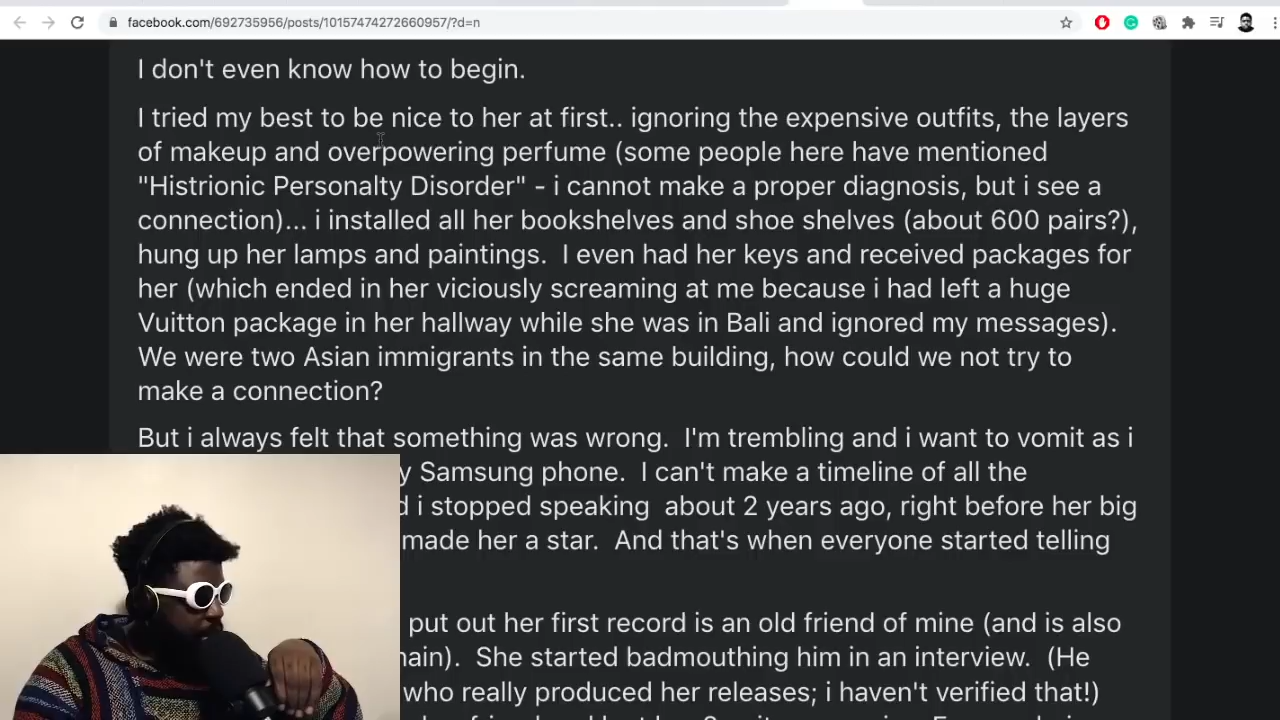 facebook.com/692735956/posts/10157474272660957/?d=n
I don't even know how to begin.
I tried my best to be nice to her at first.. ignoring the expensive outfits, the layers
of makeup and overpowering perfume (some people here have mentioned
"Histrionic Personalty Disorder" - i cannot make a proper diagnosis, but i see a
connection)... i installed all her bookshelves and shoe shelves (about 600 pairs?),
hung up her lamps and paintings.  I even had her keys and received packages for
her (which ended in her viciously screaming at me because i had left a huge
Vuitton package in her hallway while she was in Bali and ignored my messages).
We were two Asian immigrants in the same building, how could we not try to
make a connection?
But i always felt that something was wrong.  I'm trembling and i want to vomit as i
Samsung phone.  I can't make a timeline of all the
i stopped speaking  about 2 years ago, right before her big
made her a star.  And that's when everyone started telling
put out her first record is an old friend of mine (and is also
She started badmouthing him in an interview.  (He
who really produced her releases; i haven't verified that!)